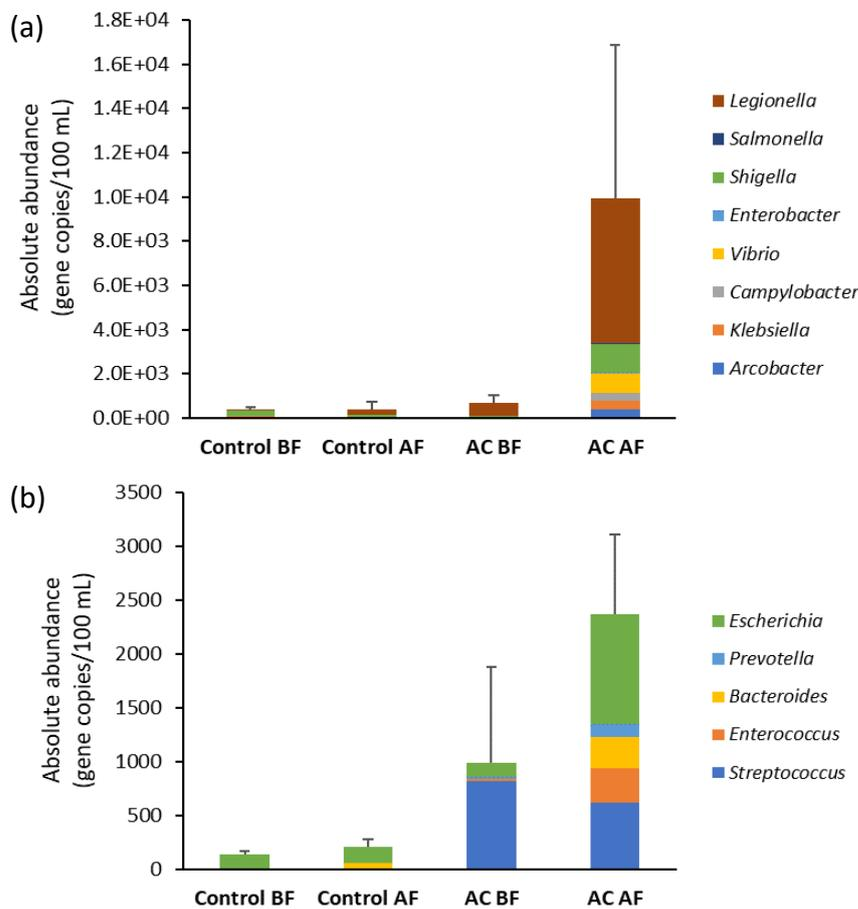 (a)
Absolute abundance
(gene copies/100 mL)
1.8E+04
1.6E+04
1.4E+04
1.2E+04
1.0E+04
8.0E+03
6.0E+03
4.0E+03
2.0E+03
0.0E+00
Control BF
Control AF
AC BF
AC AF
Legionella
Salmonella
Shigella
Enterobacter
Vibrio
Campylobacter
Klebsiella
Arcobacter
(b)
Absolute abundance
(gene copies/100 mL)
3500
3000
2500
2000
1500
1000
500
0
Control BF
Control AF
AC BF
AC AF
Escherichia
Prevotella
Bacteroides
Enterococcus
Streptococcus